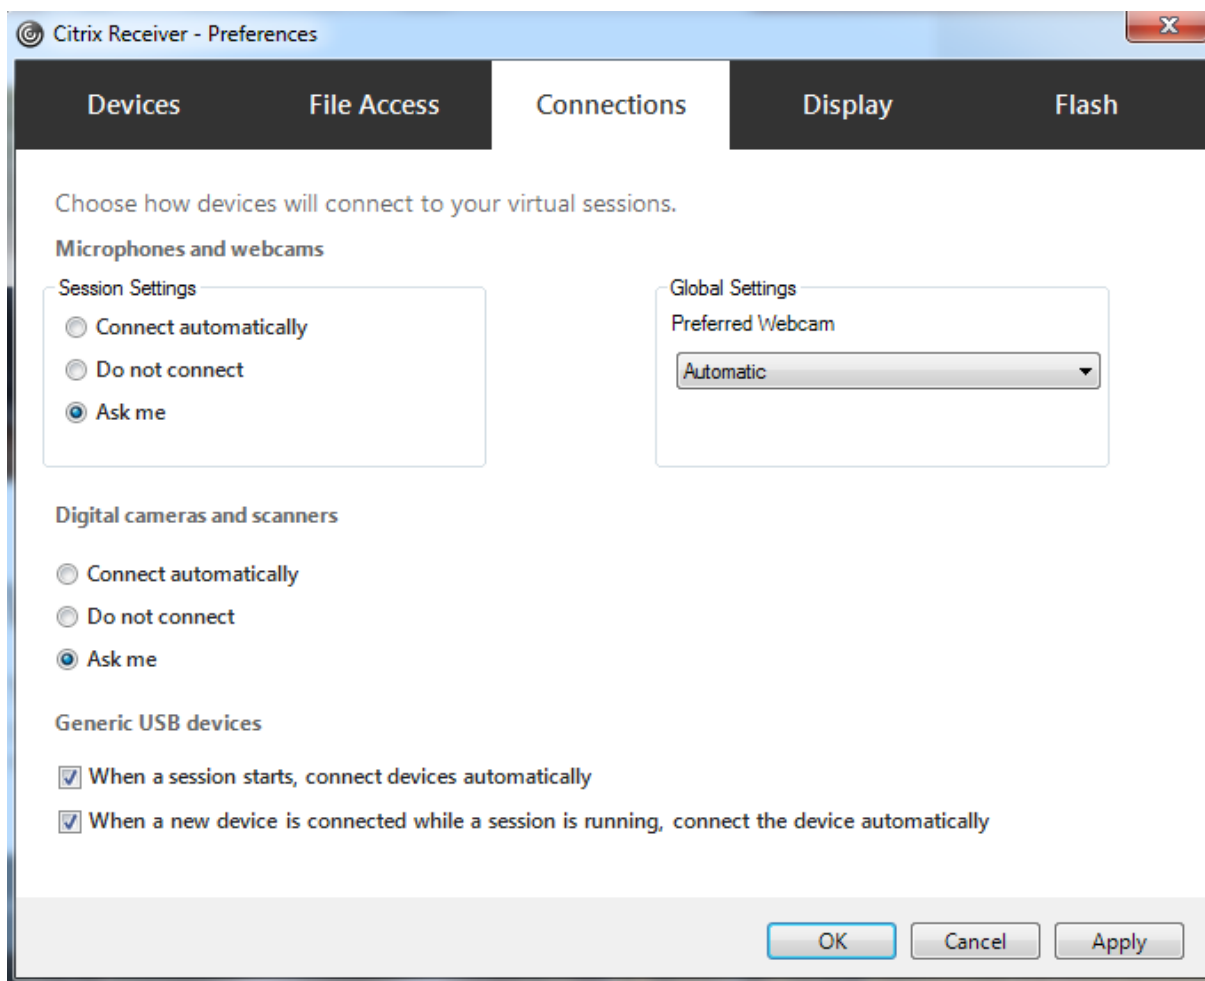 Citrix Receiver - Preferences
Devices File Access Connections Display Flash
Choose how devices will connect to your virtual sessions.
Microphones and webcams
Session Settings
Connect automatically
Do not connect
Ask me
Global Settings
Preferred Webcam
Automatic
Digital cameras and scanners
Connect automatically
Do not connect
Ask me
Generic USB devices
When a session starts, connect devices automatically
When a new device is connected while a session is running, connect the device automatically
OK Cancel Apply